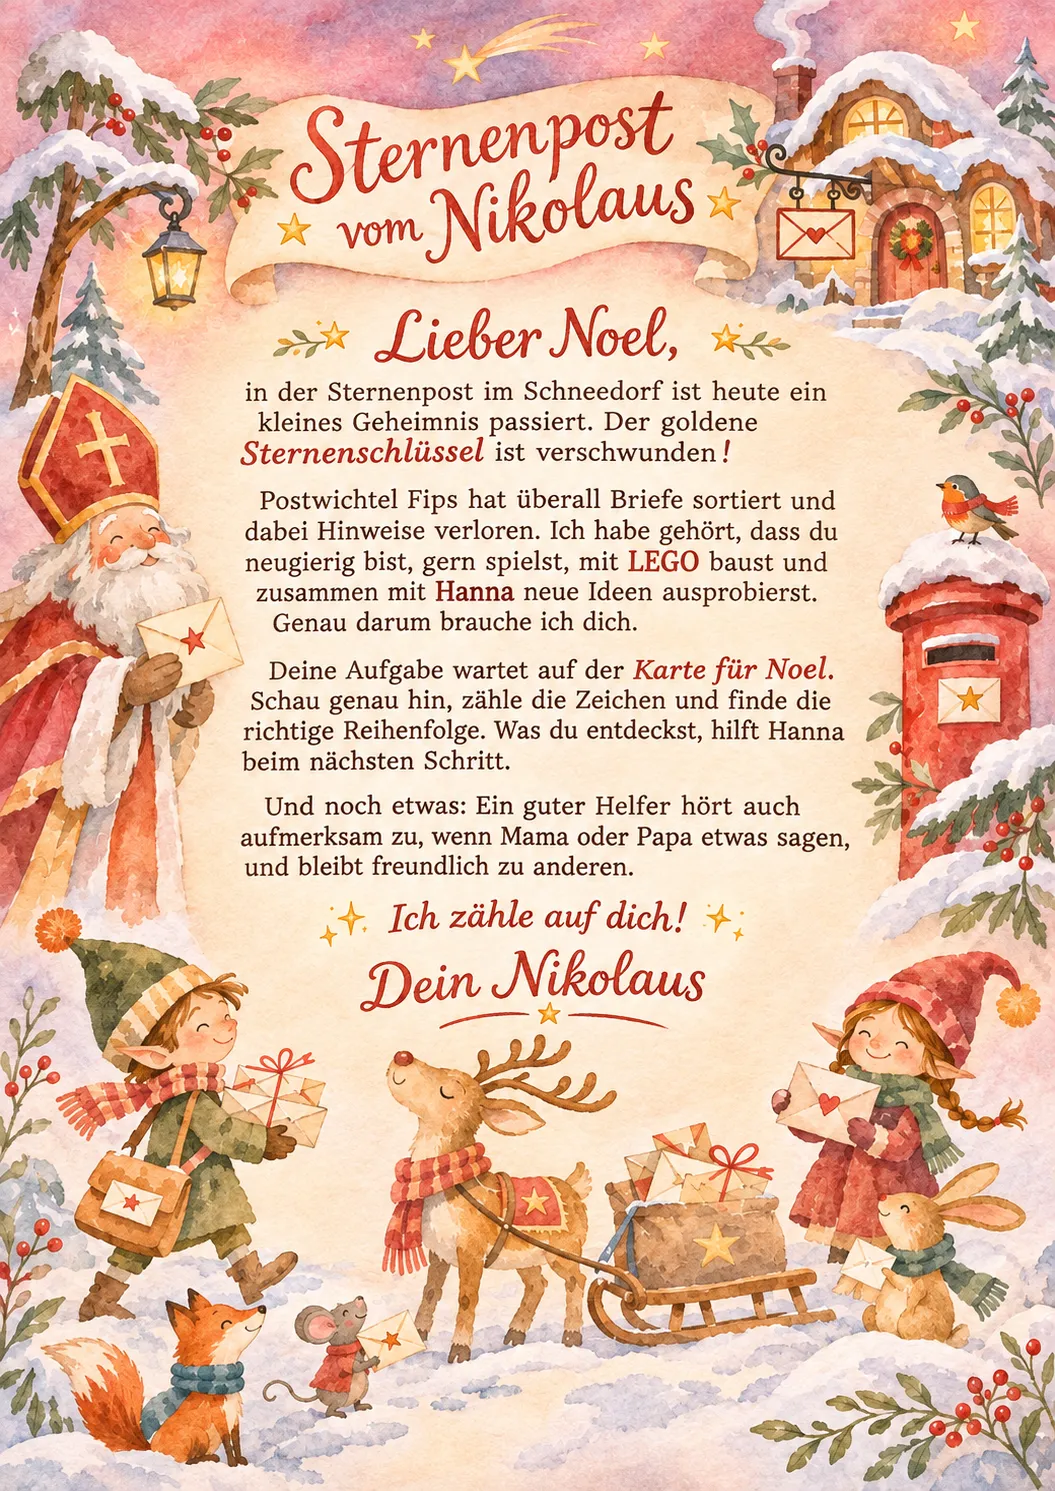 Sternenpost
vom Nikolaus
Lieber Noel,
in der Sternenpost im Schneedorf ist heute ein
kleines Geheimnis passiert. Der goldene
Sternenschlüssel ist verschwunden!
Postwichtel Fips hat überall Briefe sortiert und
dabei Hinweise verloren. Ich habe gehört, dass du
neugierig bist, gern spielst, mit LEGO baust und
zusammen mit Hanna neue Ideen ausprobierst.
Genau darum brauche ich dich.
Deine Aufgabe wartet auf der Karte für Noel.
Schau genau hin, zähle die Zeichen und finde die
richtige Reihenfolge. Was du entdeckst, hilft Hanna
beim nächsten Schritt.
Und noch etwas: Ein guter Helfer hört auch
aufmerksam zu, wenn Mama oder Papa etwas sagen,
und bleibt freundlich zu anderen.
Ich zähle auf dich!
Dein Nikolaus